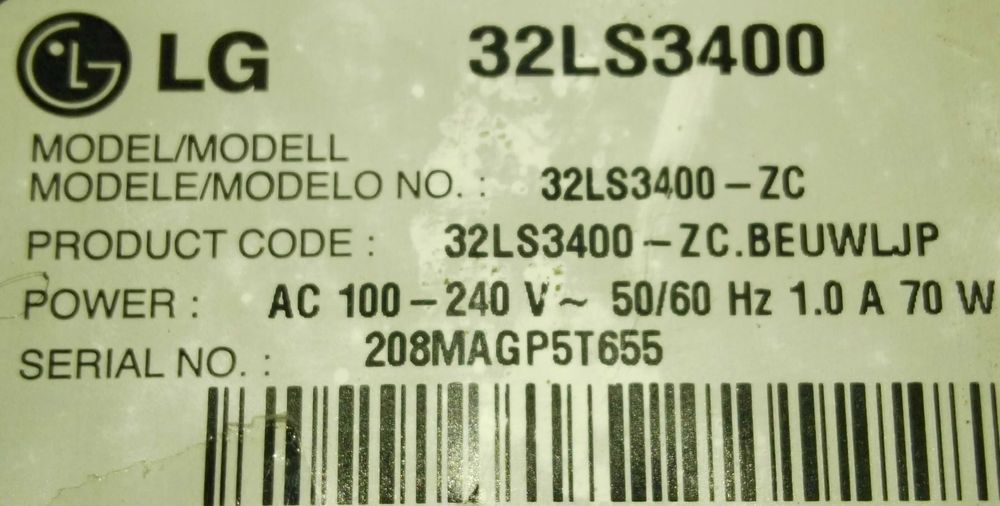 LG 32LS3400
MODEL/MODELL
MODELE/MODELO NO. : 32LS3400-ZC
PRODUCT CODE : 32LS3400-ZC.BEUWLJP
POWER : AC 100-240 V~ 50/60 Hz 1.0 A 70 W
SERIAL NO. : 208MAGP5T655